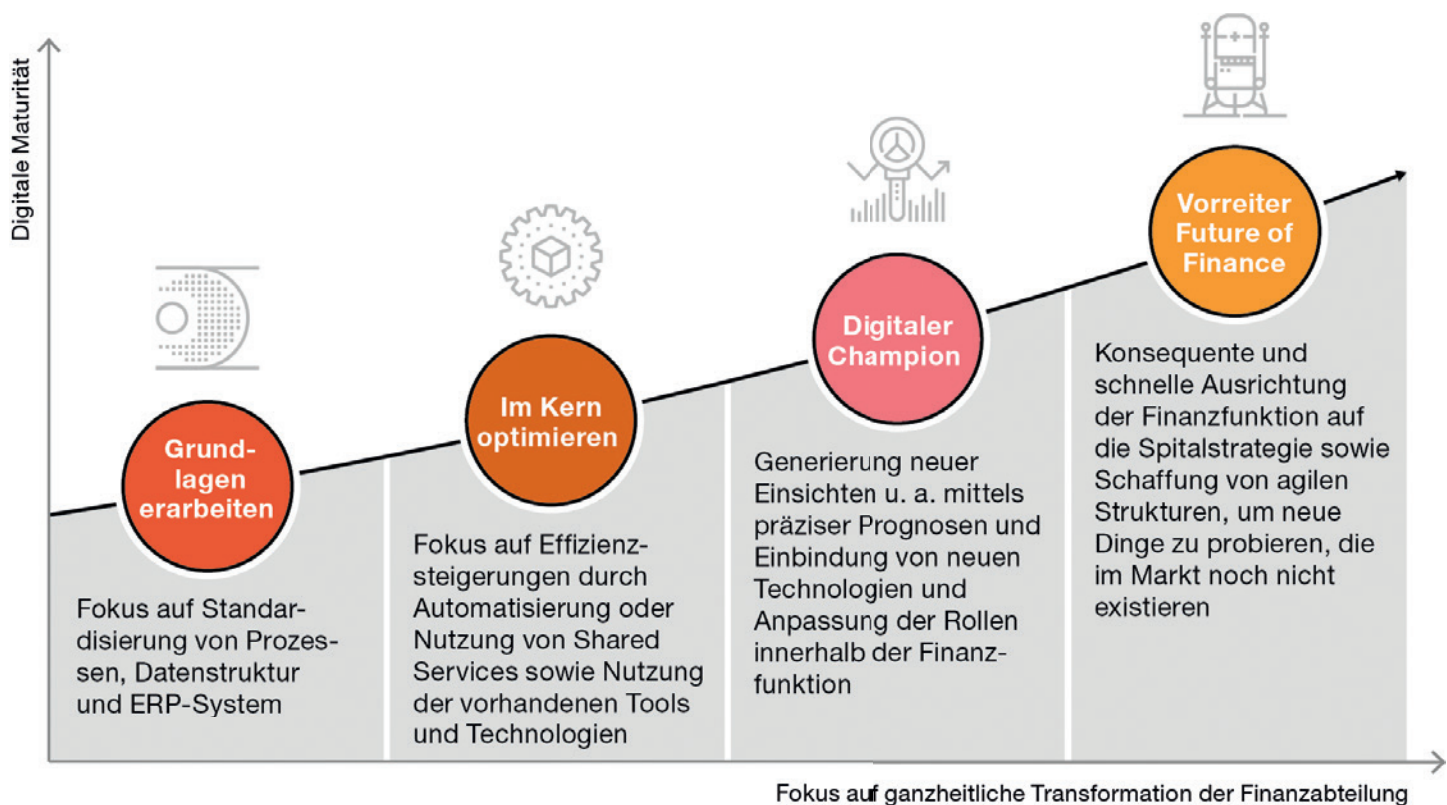 Digitale Maturität
Grund-
lagen
erarbeiten
Fokus auf Standar-
disierung von Prozes-
sen, Datenstruktur
und ERP-System
Im Kern
optimieren
Fokus auf Effizienz-
steigerungen durch
Automatisierung oder
Nutzung von Shared
Services sowie Nutzung
der vorhandenen Tools
und Technologien
Digitaler
Champion
Generierung neuer
Einsichten u. a. mittels
präziser Prognosen und
Einbindung von neuen
Technologien und
Anpassung der Rollen
innerhalb der Finanz-
funktion
Vorreiter
Future of
Finance
Konsequente und
schnelle Ausrichtung
der Finanzfunktion auf
die Spitalstrategie sowie
Schaffung von agilen
Strukturen, um neue
Dinge zu probieren, die
im Markt noch nicht
existieren
Fokus auf ganzheitliche Transformation der Finanzabteilung